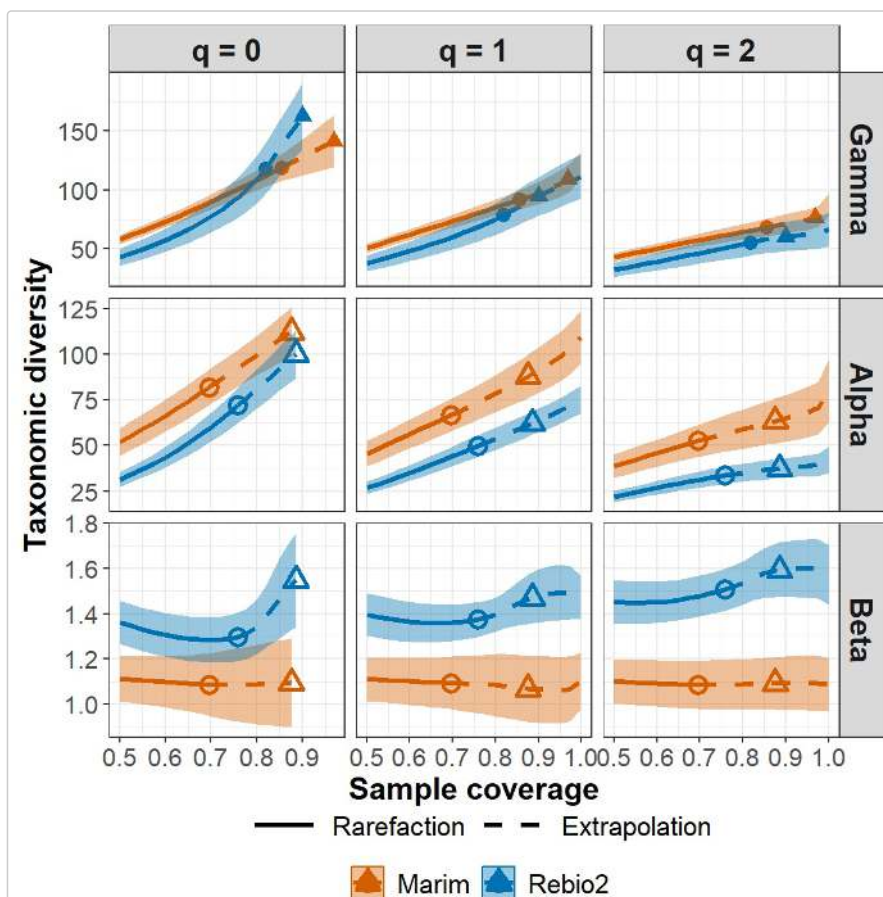 q = 0 q = 1 q = 2
150
100
50
Gamma
125
100
75
50
25
Alpha
1.8
1.6
1.4
1.2
1.0
Beta
Taxonomic diversity
0.5 0.6 0.7 0.8 0.9 0.5 0.6 0.7 0.8 0.9 1.0 0.5 0.6 0.7 0.8 0.9 1.0
Sample coverage
Rarefaction Extrapolation
Marim Rebio2